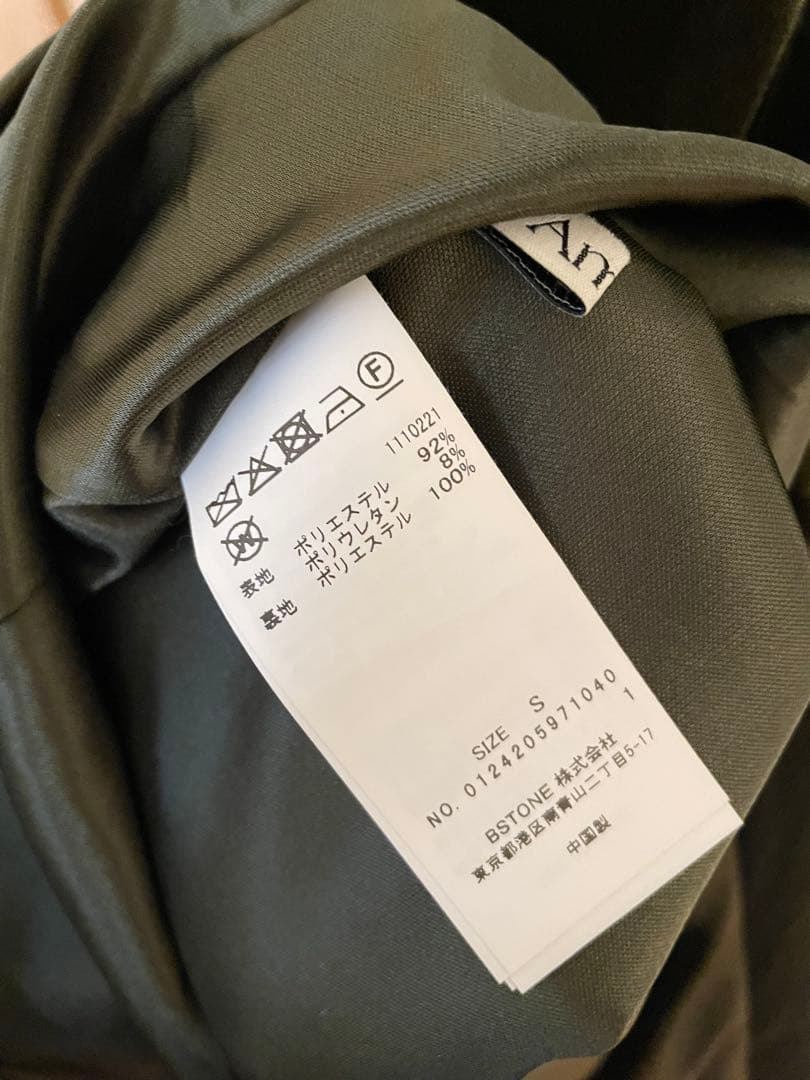 F
1110221
W
表地 ポリエステル 92%
ポリウレタン 8%
裏地 ポリエステル 100%
SIZE S
NO. 0124205971040
1
BSTONE 株式会社
東京都港区南青山二丁目5-17
中国製